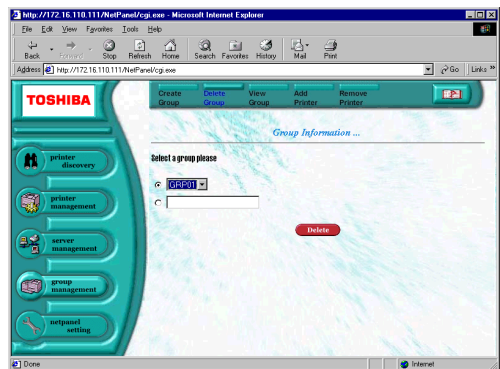 http://172.16.110.111/NetPanel/cgi.exe - Microsoft Internet Explorer
File Edit View Favorites Tools Help
Back Forward Stop Refresh Home Search Favorites History Mail Print
Address http://172.16.110.111/NetPanel/cgi.exe Go Links »
TOSHIBA
Create Group
Delete Group
View Group
Add Printer
Remove Printer
Group Information ...
Select a group please
GRP01
Delete
printer discovery
printer management
server management
group management
netpanel setting
Done Internet